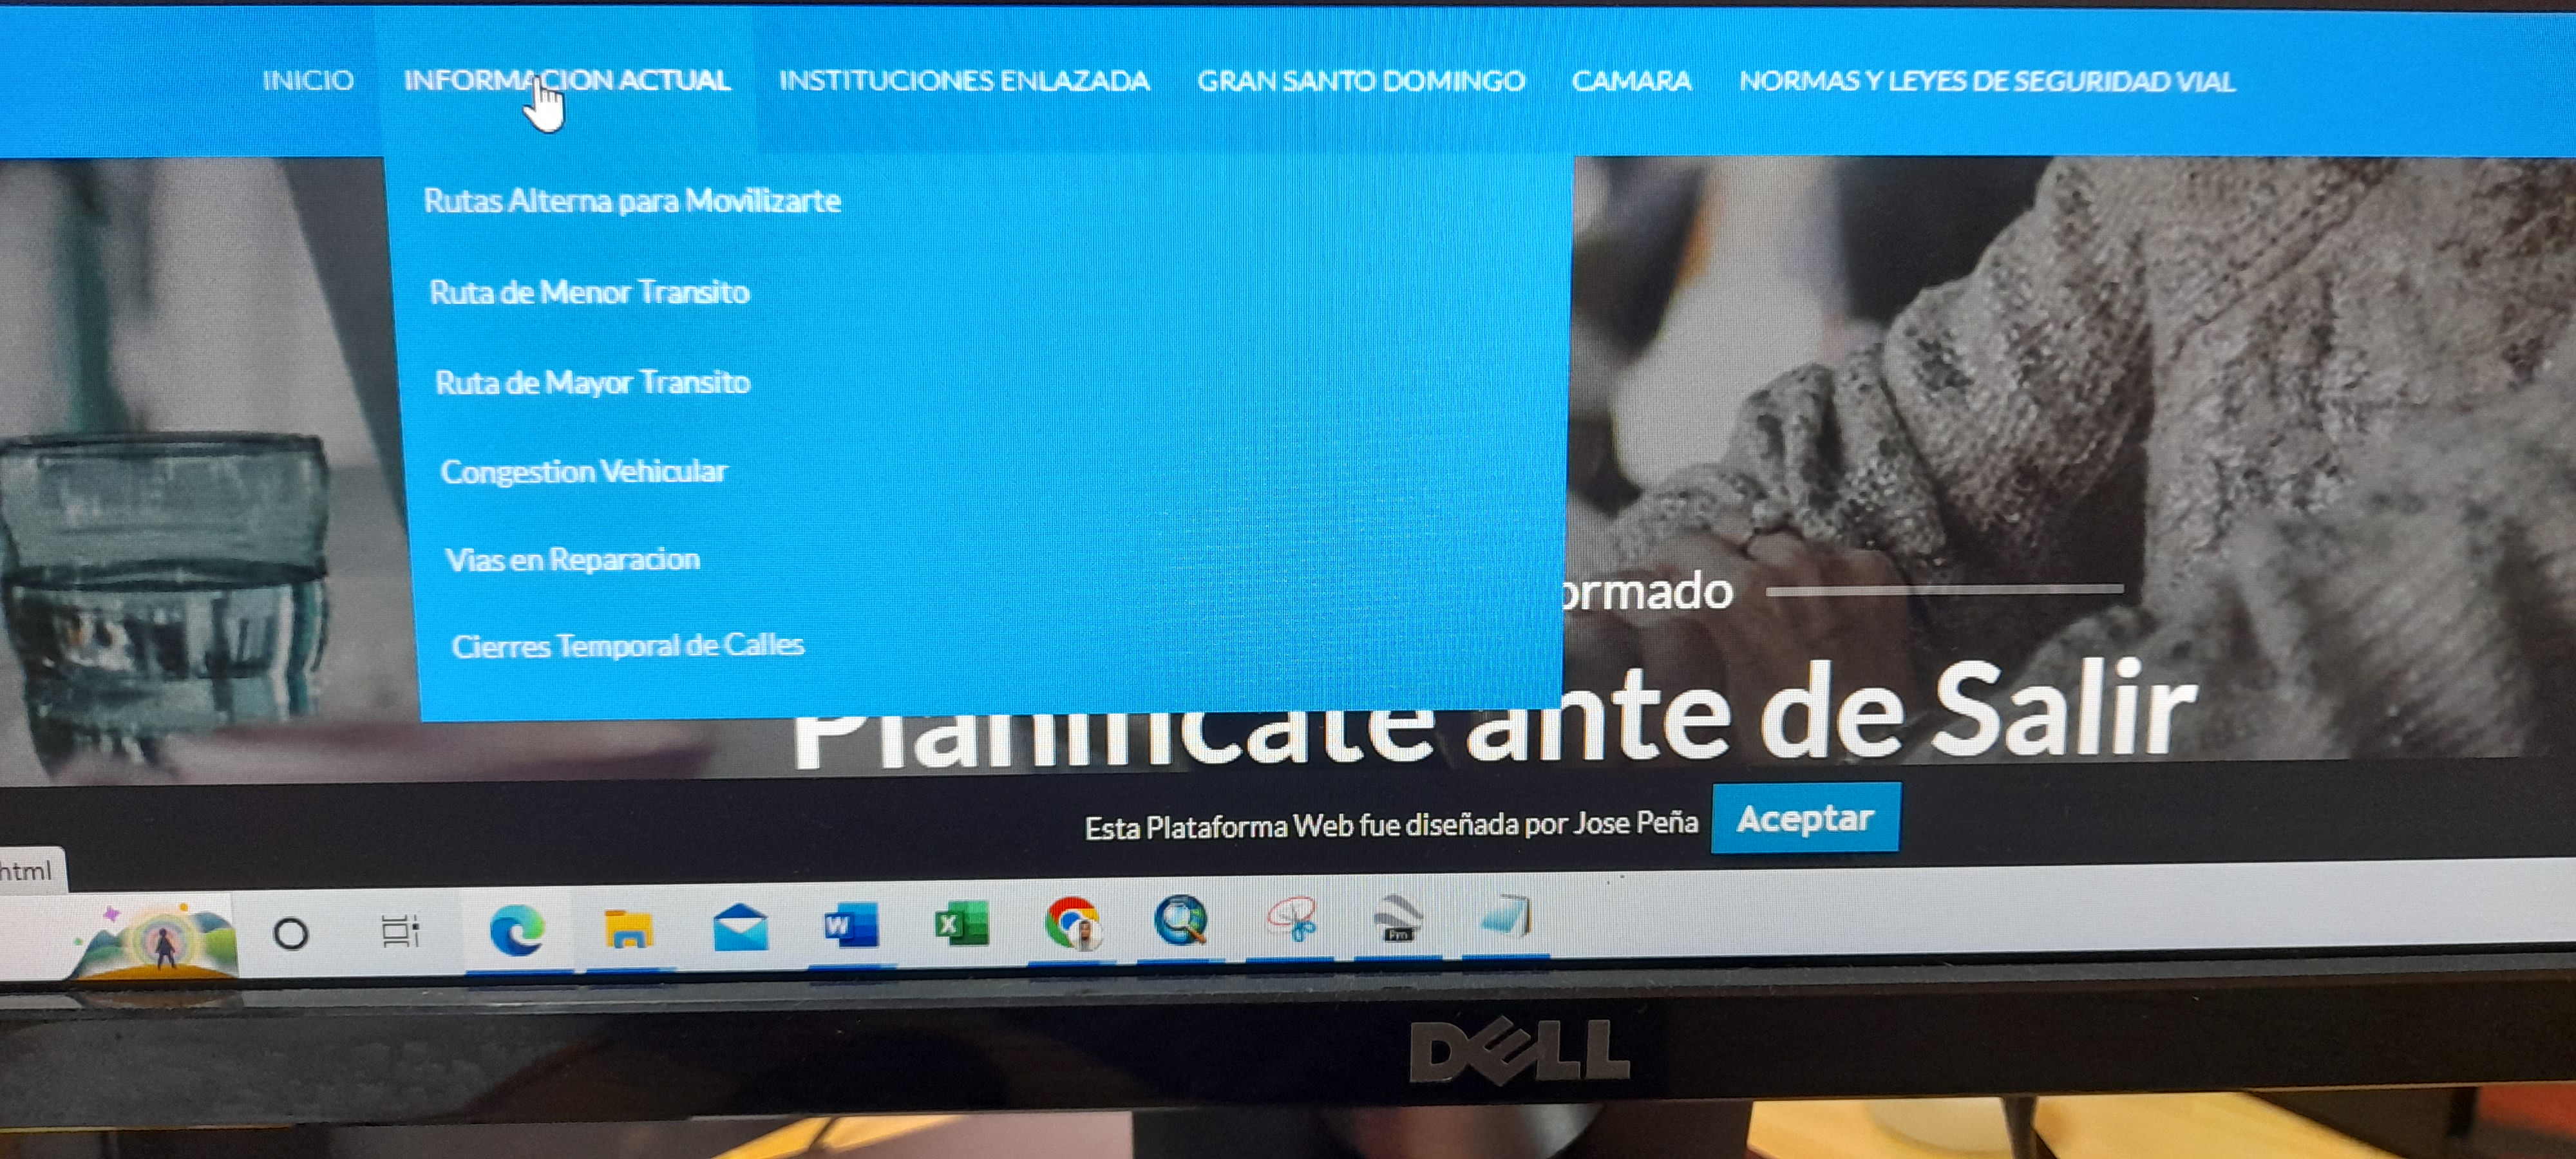 INICIO INFORMACION ACTUAL INSTITUCIONES ENLAZADA GRAN SANTO DOMINGO CAMARA NORMAS Y LEYES DE SEGURIDAD VIAL
Rutas Alterna para Movilizarte
Ruta de Menor Transito
Ruta de Mayor Transito
Congestion Vehicular
Vias en Reparacion
ormado
Cierres Temporal de Calles
Planificate ante de Salir
Esta Plataforma Web fue diseñada por Jose Peña Aceptar
html
W X Pro
DELL